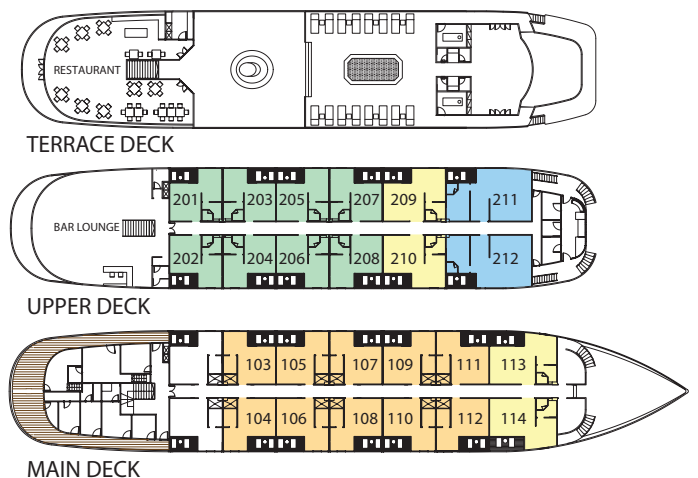 RESTAURANT
TERRACE DECK
201 203 205 207 209 211
BAR LOUNGE
202 204 206 208 210 212
UPPER DECK
103 105 107 109 111 113
104 106 108 110 112 114
MAIN DECK